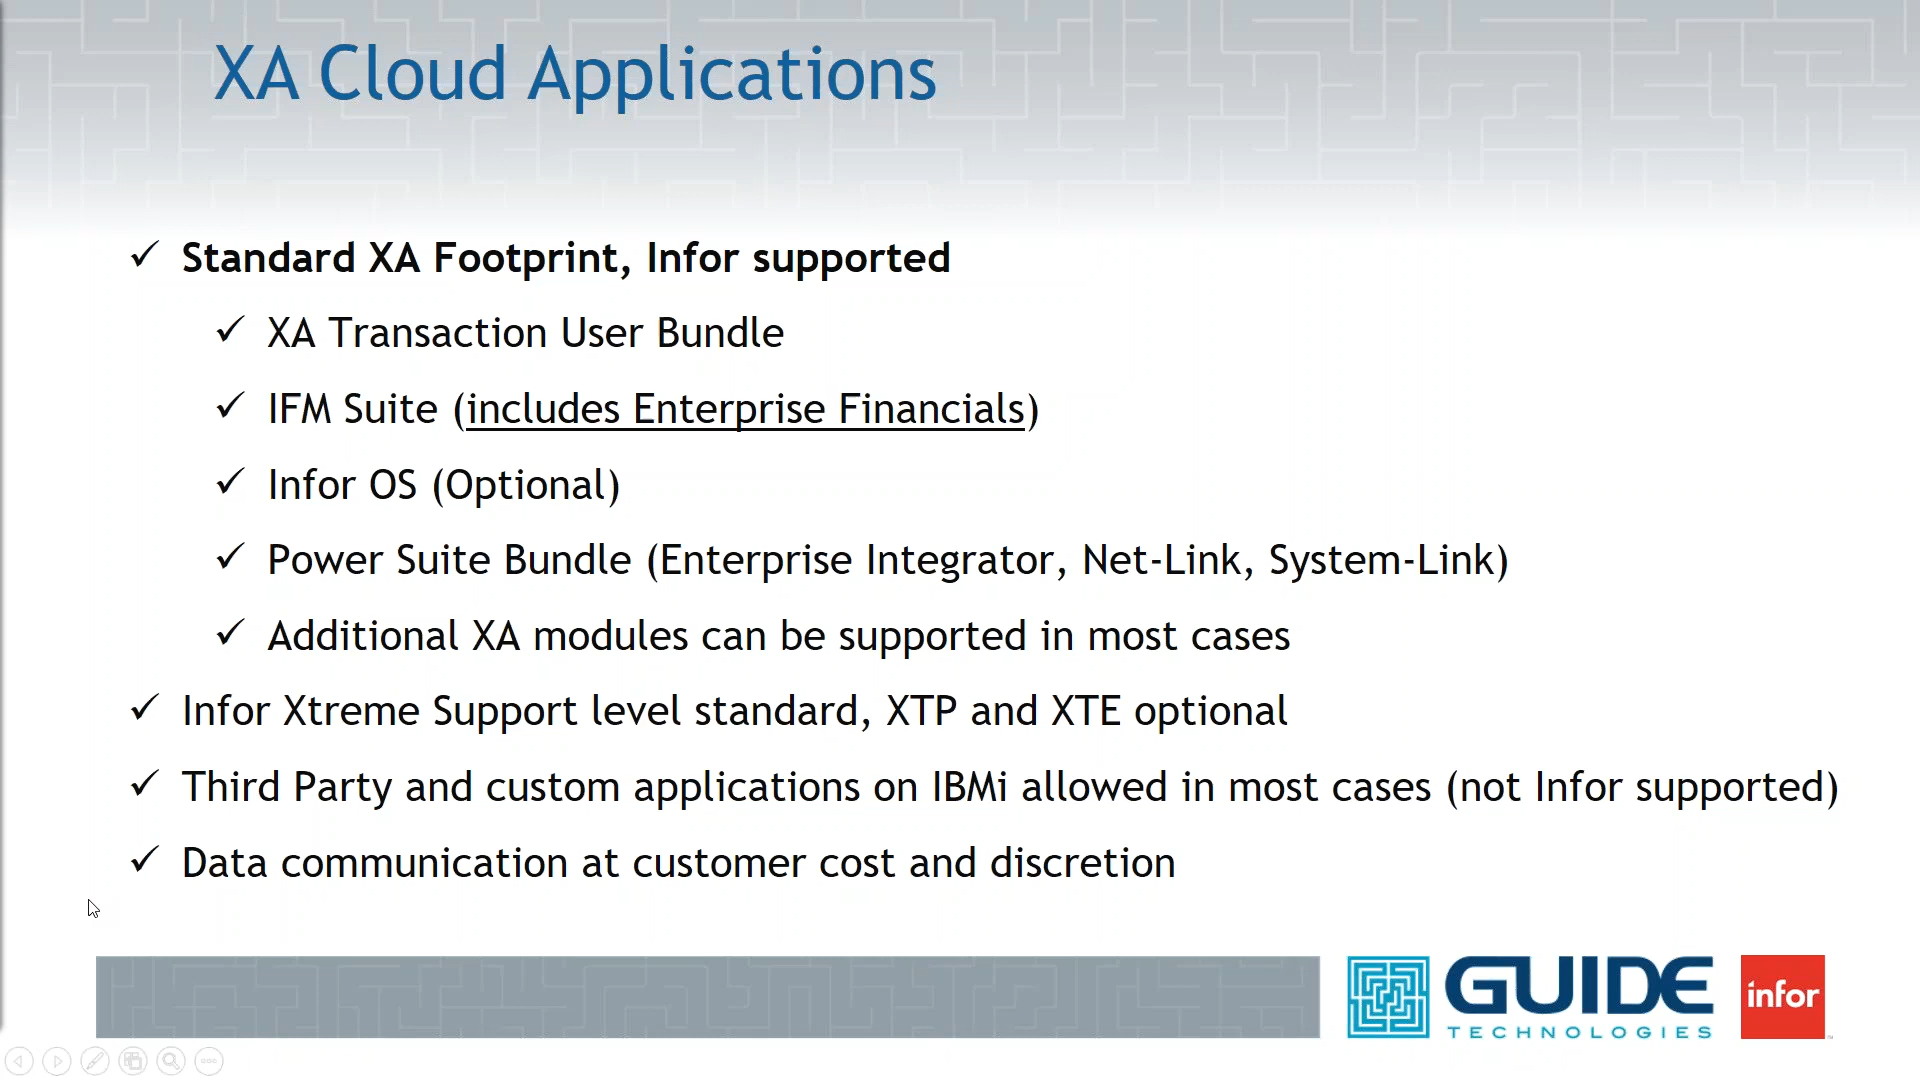 XA Cloud Applications
Standard XA Footprint, Infor supported
XA Transaction User Bundle
IFM Suite (includes Enterprise Financials)
Infor OS (Optional)
Power Suite Bundle (Enterprise Integrator, Net-Link, System-Link)
Additional XA modules can be supported in most cases
Infor Xtreme Support level standard, XTP and XTE optional
Third Party and custom applications on IBMi allowed in most cases (not Infor supported)
Data communication at customer cost and discretion
GUIDE
TECHNOLOGIES
infor